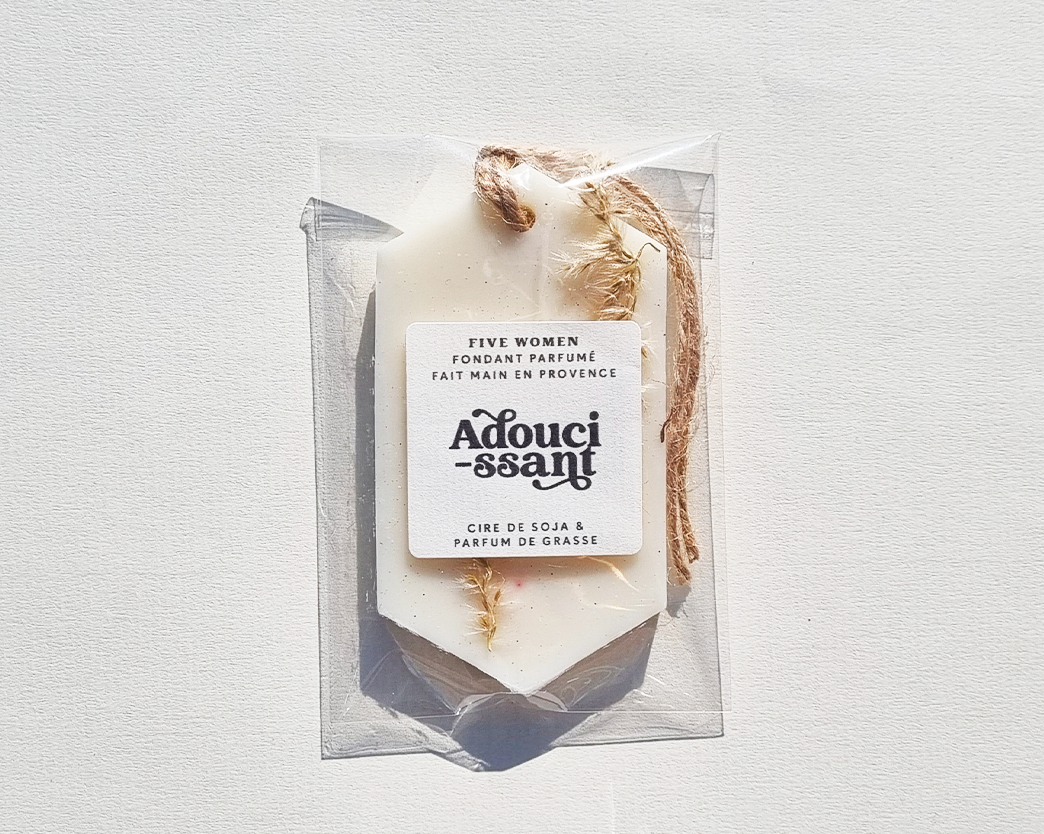 FIVE WOMEN
FONDANT PARFUMÉ
FAIT MAIN EN PROVENCE
Adouci
-ssant
CIRE DE SOJA &
PARFUM DE GRASSE